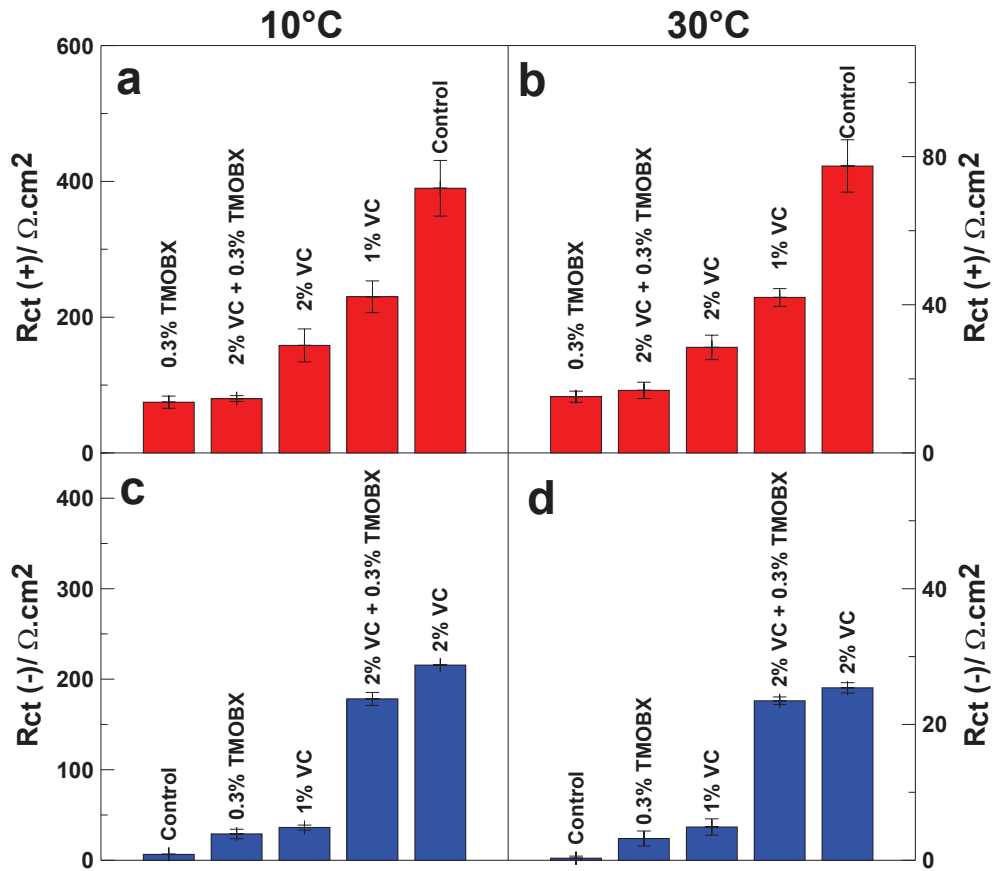 10°C
30°C
a
b
c
d
Rct (+)/ Ω.cm2
600
400
200
0
0.3% TMOBX
2% VC + 0.3% TMOBX
2% VC
1% VC
Control
0.3% TMOBX
2% VC + 0.3% TMOBX
2% VC
1% VC
Control
80
40
0
Rct (+)/ Ω.cm2
Rct (-)/ Ω.cm2
400
300
200
100
0
Control
0.3% TMOBX
1% VC
2% VC + 0.3% TMOBX
2% VC
Control
0.3% TMOBX
1% VC
2% VC + 0.3% TMOBX
2% VC
40
20
0
Rct (-)/ Ω.cm2